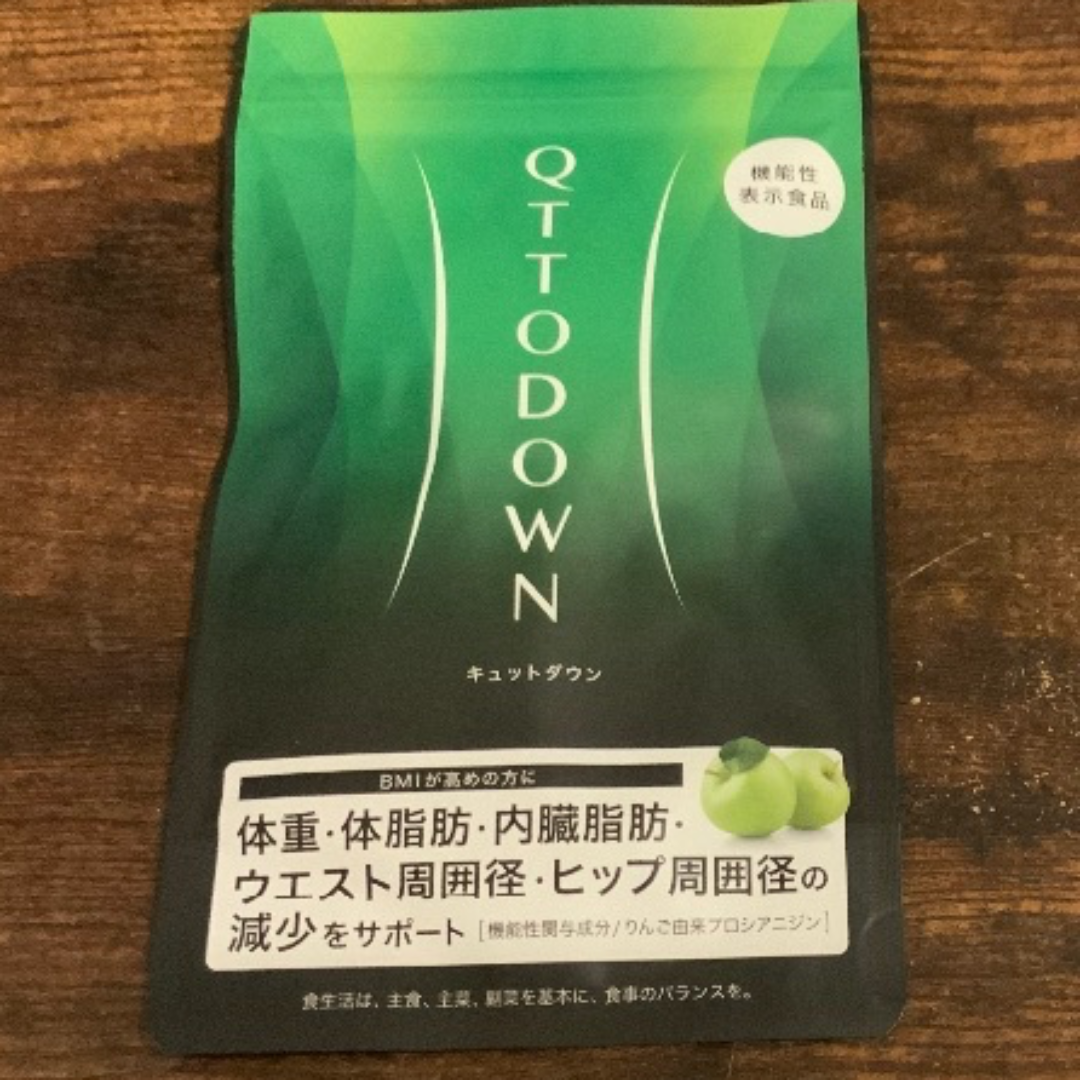 QTTODOWN
機能性
表示食品
キュットダウン
BMIが高めの方に
体重・体脂肪・内臓脂肪・
ウエスト周囲径・ヒップ周囲径の
減少をサポート [機能性関与成分/りんご由来プロシアニジン]
食生活は、主食、主菜、副菜を基本に、食事のバランスを。